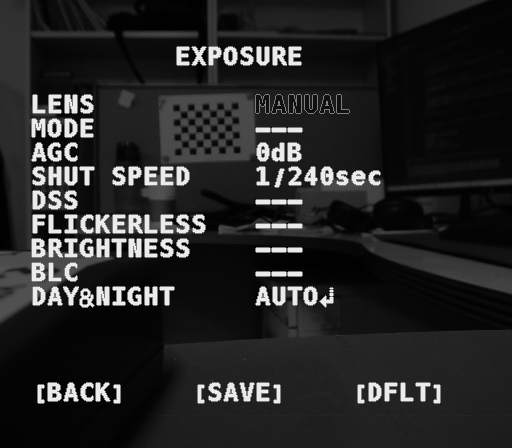 EXPOSURE
LENS MANUAL
MODE ---
AGC 0dB
SHUT SPEED 1/240sec
DSS ---
FLICKERLESS ---
BRIGHTNESS ---
BLC ---
DAY&NIGHT AUTO↲
[BACK] [SAVE] [DFLT]